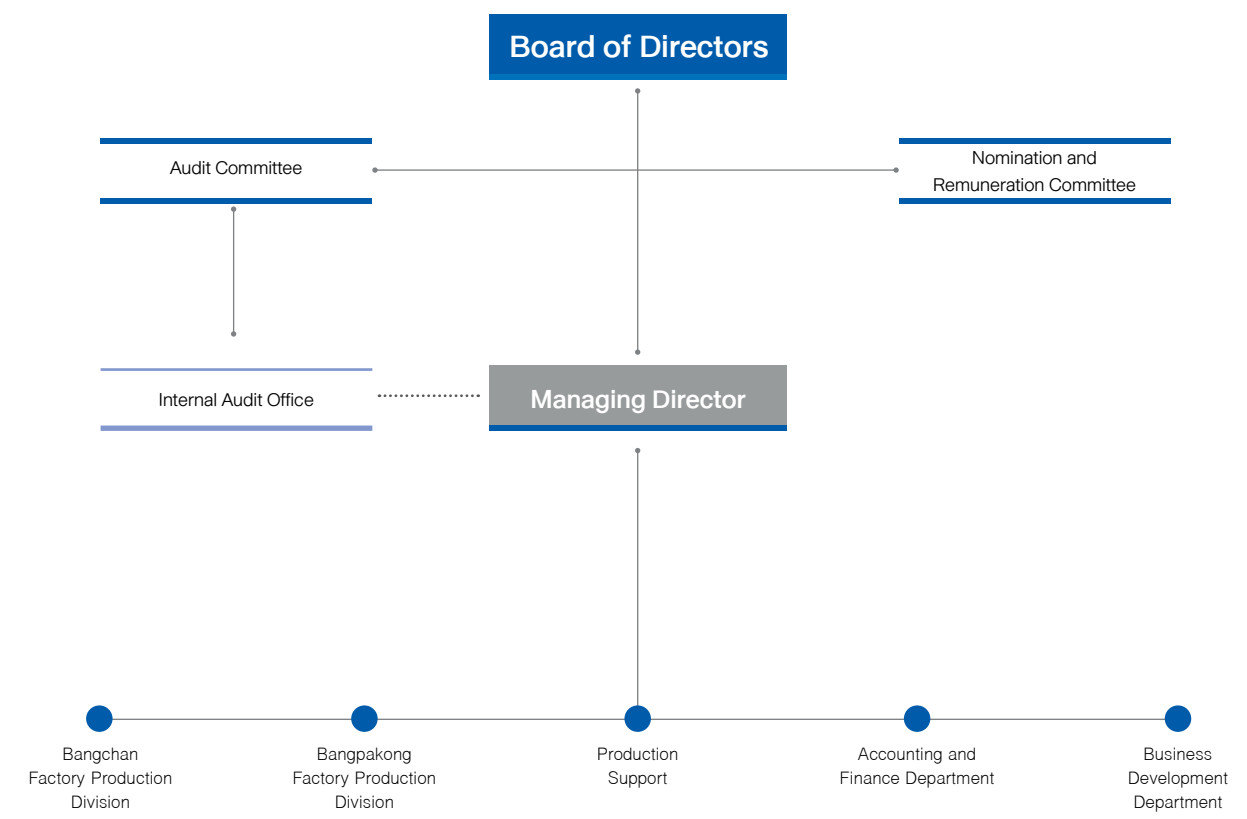 Board of Directors
Audit Committee
Nomination and
Remuneration Committee
Internal Audit Office
Managing Director
Bangchan
Factory Production
Division
Bangpakong
Factory Production
Division
Production
Support
Accounting and
Finance Department
Business
Development
Department